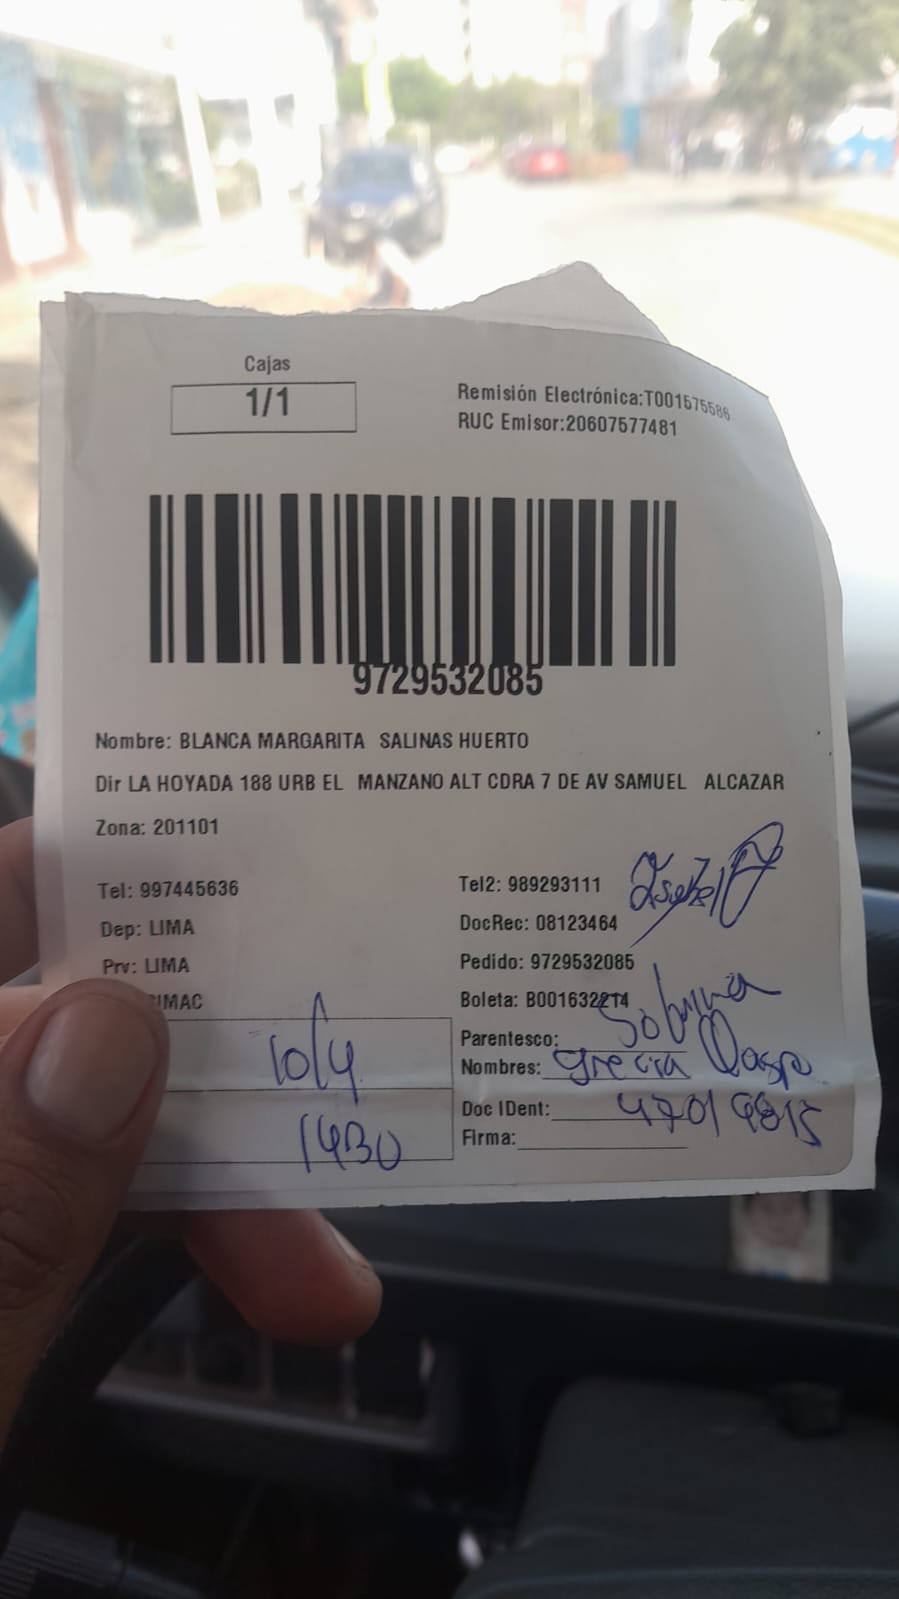 Cajas
1/1
Remisión Electrónica:T001575586
RUC Emisor:20607577481
9729532085
Nombre: BLANCA MARGARITA SALINAS HUERTO
Dir LA HOYADA 188 URB EL MANZANO ALT CDRA 7 DE AV SAMUEL ALCAZAR
Zona: 201101
Tel: 997445636
Tel2: 989293111
Dep: LIMA
DocRec: 08123464
Prv: LIMA
Pedido: 9729532085
IMAC
Boleta: B001632214
Parentesco: Sobrina
Nombres: Grecia
Doc IDent:
Firma:
10/4
1430